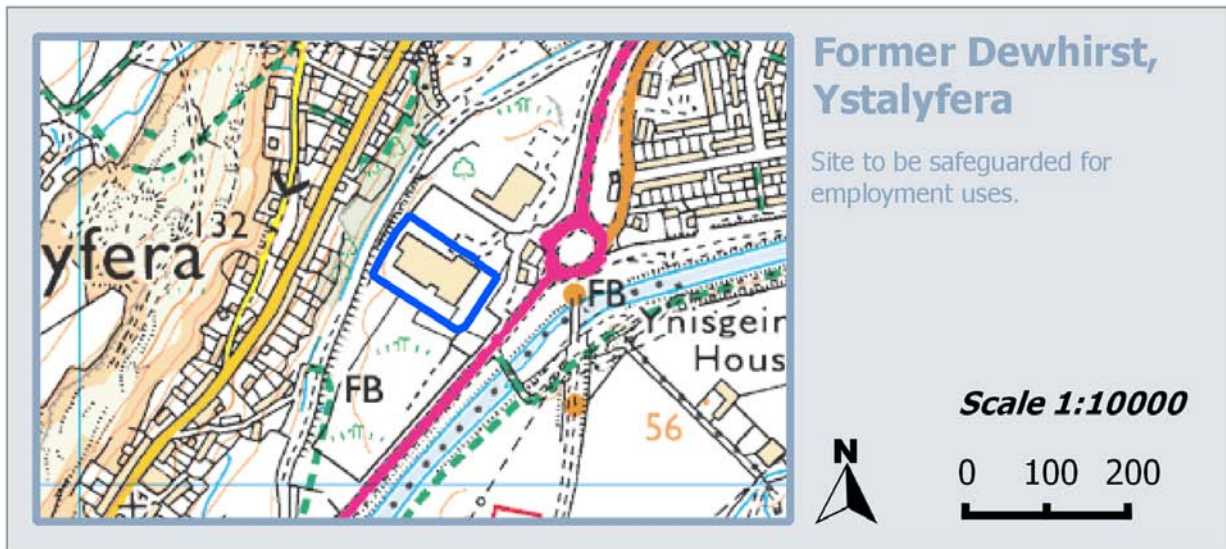 Former Dewhirst,
Ystalyfera
Site to be safeguarded for
employment uses.
132
yfera
FB
FB
Ynisgein
Hous
56
Scale 1:10000
N
0 100 200